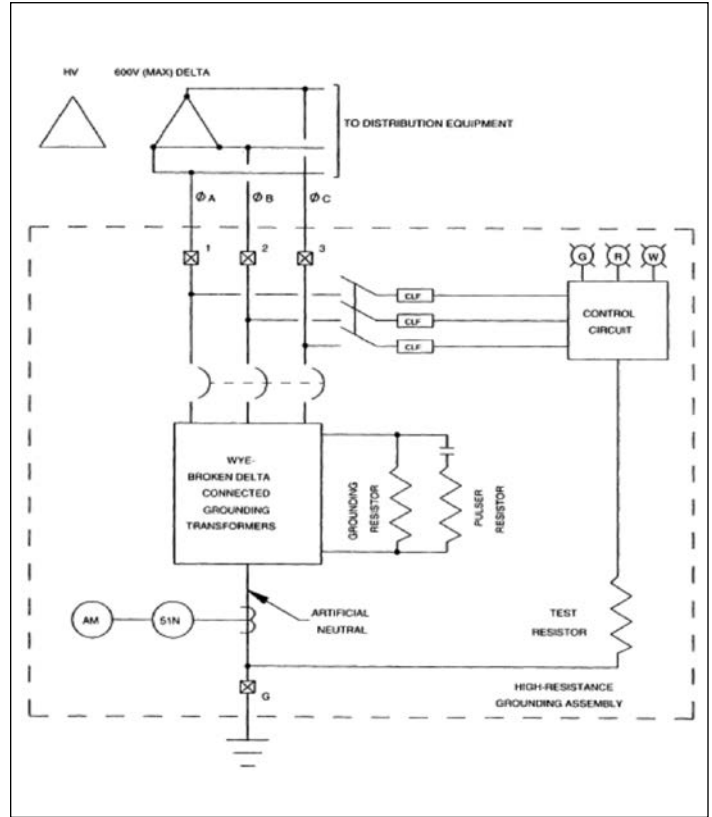 HV 600V (MAX) DELTA
TO DISTRIBUTION EQUIPMENT
ØA ØB ØC
1 2 3
G R W
CLF
CLF
CLF
CONTROL
CIRCUIT
WYE-
BROKEN DELTA
CONNECTED
GROUNDING
TRANSFORMERS
GROUNDING
RESISTOR
PULSER
RESISTOR
AM 51N
ARTIFICIAL
NEUTRAL
TEST
RESISTOR
G
HIGH-RESISTANCE
GROUNDING ASSEMBLY